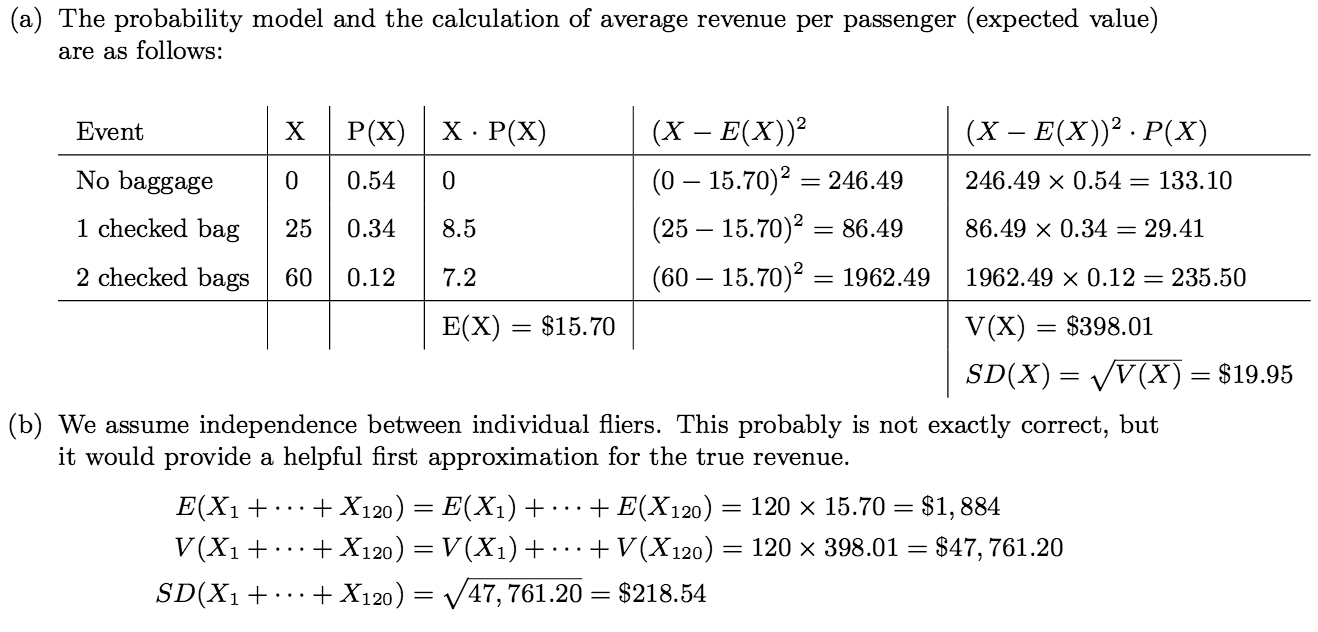 (a) The probability model and the calculation of average revenue per passenger (expected value)
are as follows:
Event X P(X) X · P(X) (X − E(X))² (X − E(X))² · P(X)
No baggage 0 0.54 0 (0 − 15.70)² = 246.49 246.49 × 0.54 = 133.10
1 checked bag 25 0.34 8.5 (25 − 15.70)² = 86.49 86.49 × 0.34 = 29.41
2 checked bags 60 0.12 7.2 (60 − 15.70)² = 1962.49 1962.49 × 0.12 = 235.50
E(X) = $15.70 V(X) = $398.01
SD(X) = √V(X) = $19.95
(b) We assume independence between individual fliers. This probably is not exactly correct, but
it would provide a helpful first approximation for the true revenue.
E(X₁ + ··· + X₁₂₀) = E(X₁) + ··· + E(X₁₂₀) = 120 × 15.70 = $1,884
V(X₁ + ··· + X₁₂₀) = V(X₁) + ··· + V(X₁₂₀) = 120 × 398.01 = $47,761.20
SD(X₁ + ··· + X₁₂₀) = √47,761.20 = $218.54